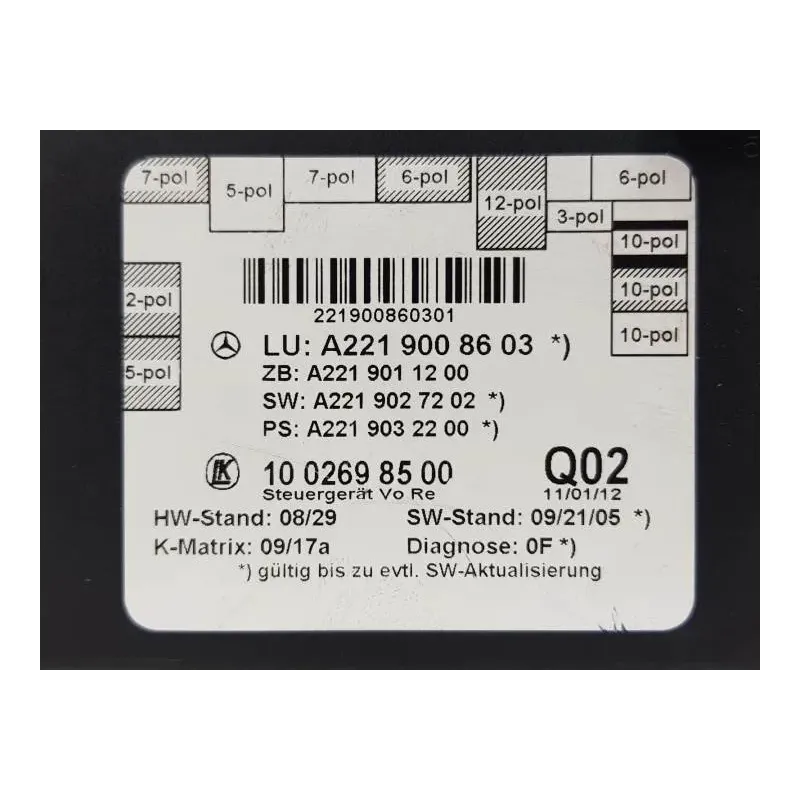 7-pol 5-pol 7-pol 6-pol 12-pol 3-pol 6-pol
10-pol
10-pol
10-pol
2-pol
5-pol
221900860301
LU: A221 900 86 03 *)
ZB: A221 901 12 00
SW: A221 902 72 02 *)
PS: A221 903 22 00 *)
LK 10 0269 85 00 Q02
Steuergerät Vo Re 11/01/12
HW-Stand: 08/29 SW-Stand: 09/21/05 *)
K-Matrix: 09/17a Diagnose: 0F *)
*) gültig bis zu evtl. SW-Aktualisierung